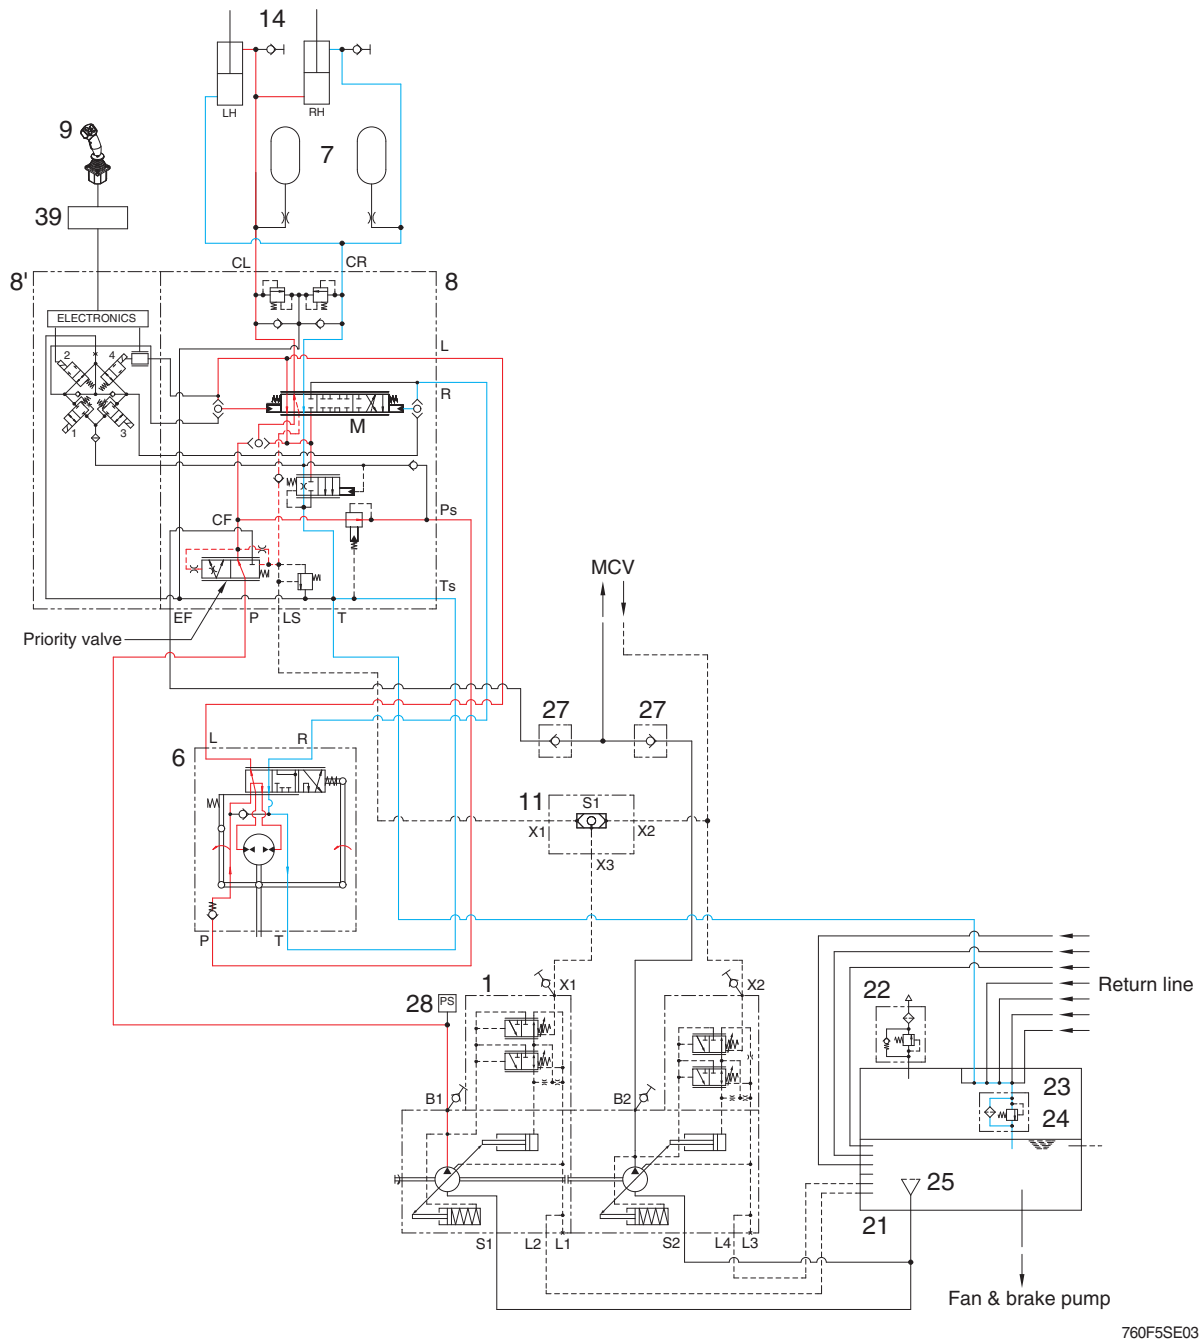 14
LH
RH
9
7
39
CL
CR
8'
8
ELECTRONICS
L
2
4
R
M
1
3
CF
Ps
MCV
Ts
EF
P
LS
T
Priority valve
27
27
L
R
6
11
S1
X1
X2
X3
P
T
1
X1
X2
22
Return line
28
PS
B1
B2
23
24
25
S1
L2
L1
S2
L4
L3
21
Fan & brake pump
760F5SE03